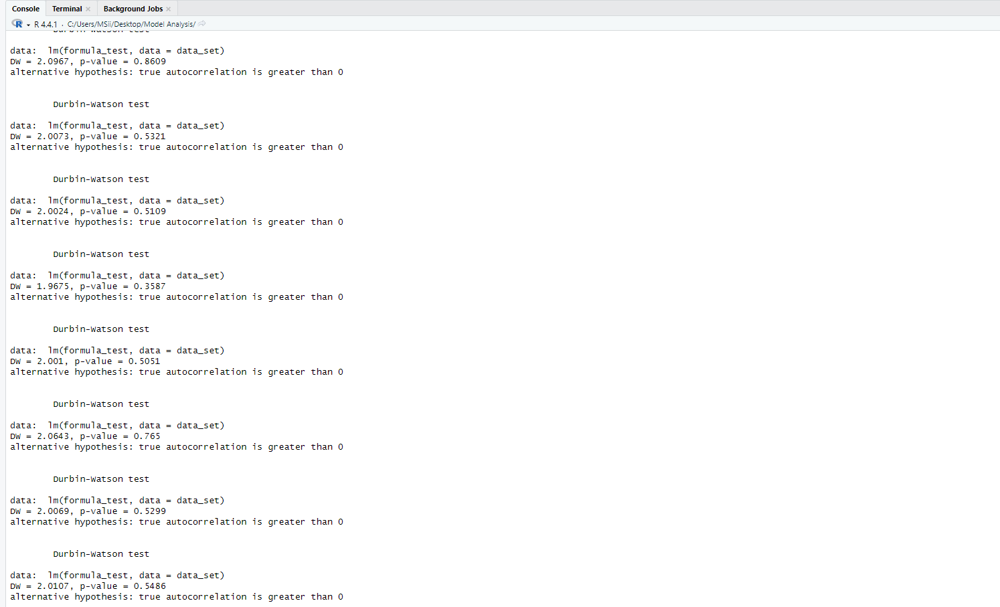 Console Terminal Background Jobs
R 4.4.1 · C:/Users/MSii/Desktop/Model Analysis/
Durbin-Watson test
data:  lm(formula_test, data = data_set)
DW = 2.0967, p-value = 0.8609
alternative hypothesis: true autocorrelation is greater than 0
Durbin-Watson test
data:  lm(formula_test, data = data_set)
DW = 2.0073, p-value = 0.5321
alternative hypothesis: true autocorrelation is greater than 0
Durbin-Watson test
data:  lm(formula_test, data = data_set)
DW = 2.0024, p-value = 0.5109
alternative hypothesis: true autocorrelation is greater than 0
Durbin-Watson test
data:  lm(formula_test, data = data_set)
DW = 1.9675, p-value = 0.3587
alternative hypothesis: true autocorrelation is greater than 0
Durbin-Watson test
data:  lm(formula_test, data = data_set)
DW = 2.001, p-value = 0.5051
alternative hypothesis: true autocorrelation is greater than 0
Durbin-Watson test
data:  lm(formula_test, data = data_set)
DW = 2.0643, p-value = 0.765
alternative hypothesis: true autocorrelation is greater than 0
Durbin-Watson test
data:  lm(formula_test, data = data_set)
DW = 2.0069, p-value = 0.5299
alternative hypothesis: true autocorrelation is greater than 0
Durbin-Watson test
data:  lm(formula_test, data = data_set)
DW = 2.0107, p-value = 0.5486
alternative hypothesis: true autocorrelation is greater than 0